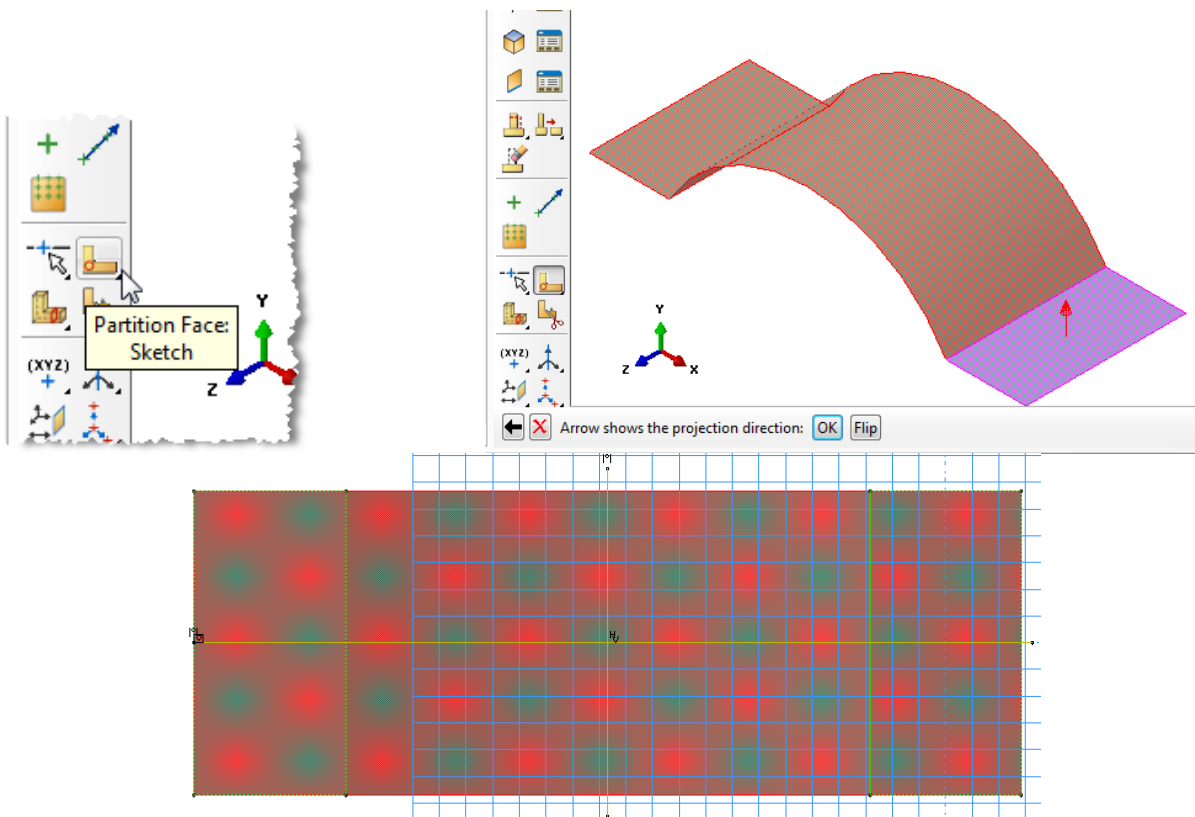 Partition Face:
Sketch
(XYZ)
Y
Z
(XYZ)
Y
Z
X
Arrow shows the projection direction: OK Flip
H
V